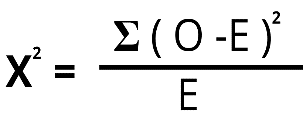 X² = Σ ( O -E )²
E